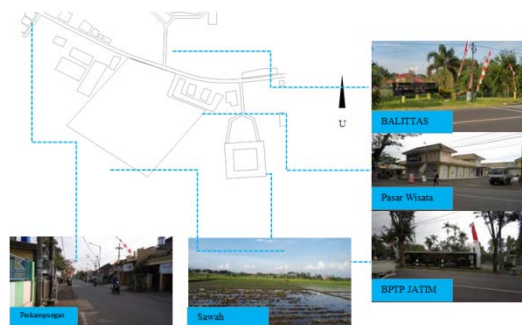 BALITTAS
U
Pasar Wisata
BPTP JATIM
Perkampungan
Sawah